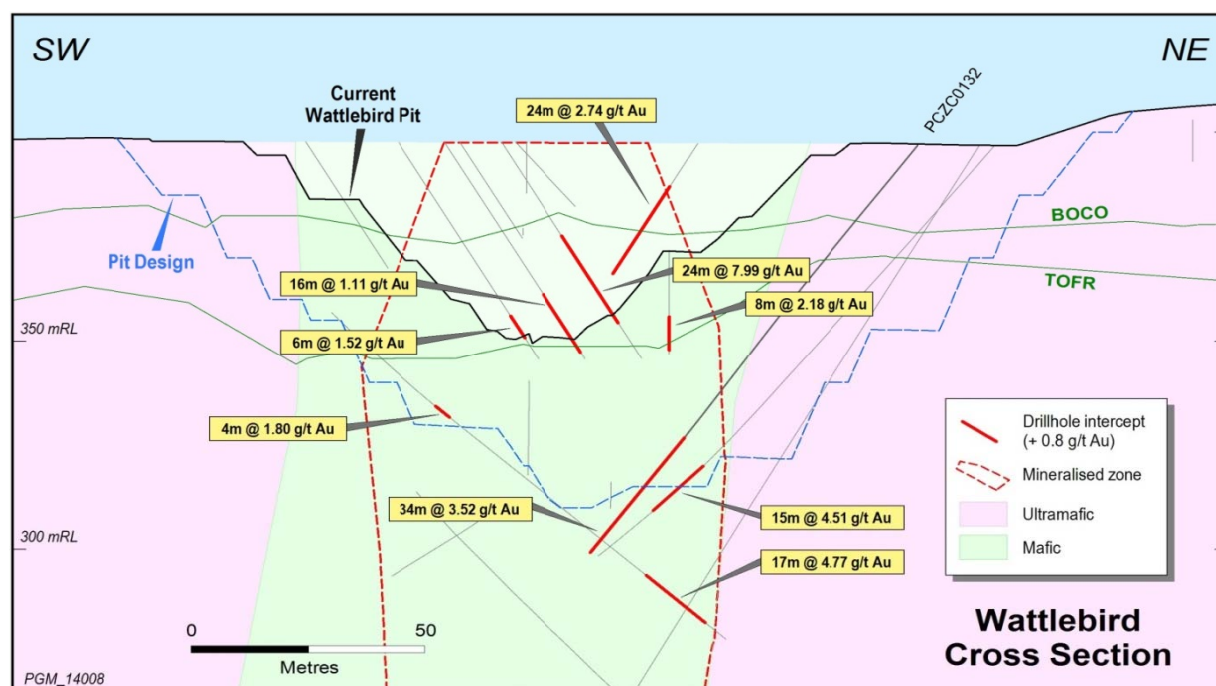 SW
NE
Current
Wattlebird Pit
24m @ 2.74 g/t Au
PCZC0132
BOCO
Pit Design
TOFR
16m @ 1.11 g/t Au
24m @ 7.99 g/t Au
8m @ 2.18 g/t Au
350 mRL
6m @ 1.52 g/t Au
4m @ 1.80 g/t Au
Drillhole intercept
(+ 0.8 g/t Au)
Mineralised zone
34m @ 3.52 g/t Au
15m @ 4.51 g/t Au
Ultramafic
300 mRL
Mafic
17m @ 4.77 g/t Au
0
50
Metres
Wattlebird
Cross Section
PGM_14008